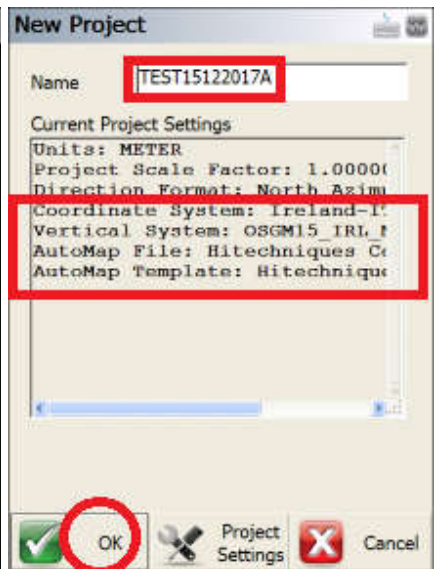 New Project
Name TEST15122017A
Current Project Settings
Units: METER
Project Scale Factor: 1.0000
Direction Format: North Azim
Coordinate System: Ireland-I
Vertical System: OSGM15_IRL_
AutoMap File: Hitechniques C
AutoMap Template: Hitechnique
OK
Project
Settings
Cancel